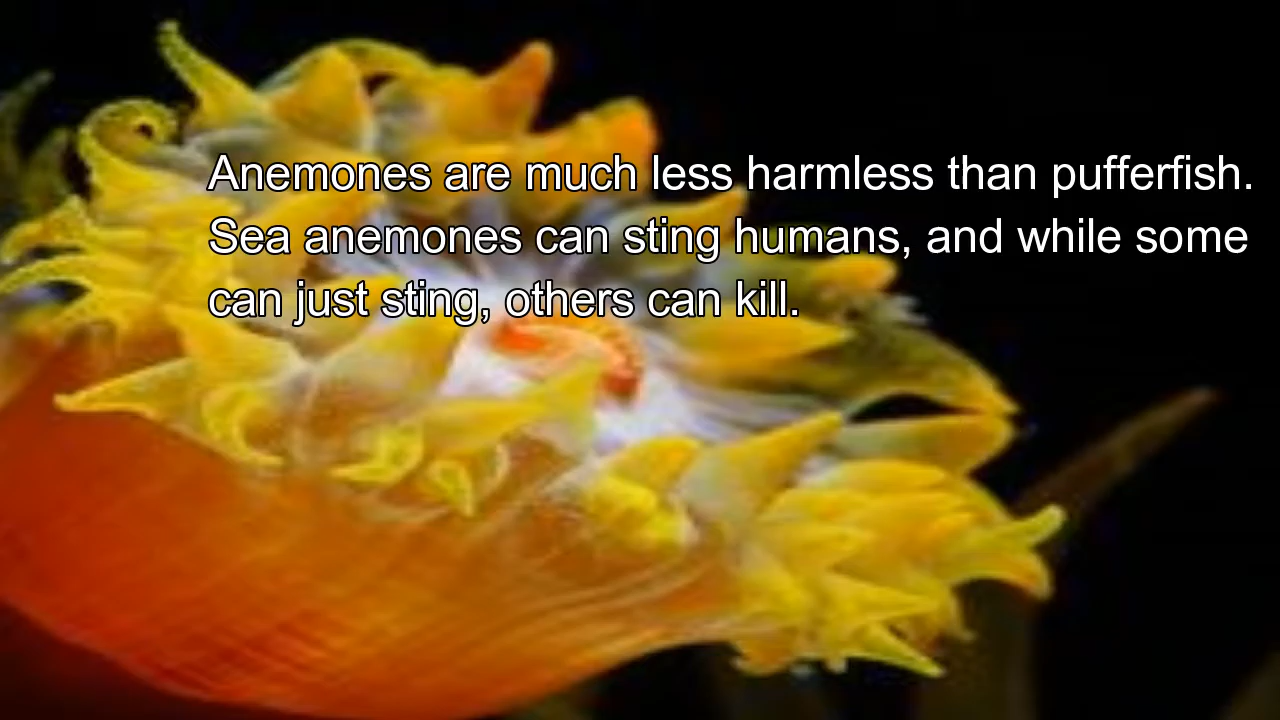 Anemones are much less harmless than pufferfish.
Sea anemones can sting humans, and while some
can just sting, others can kill.